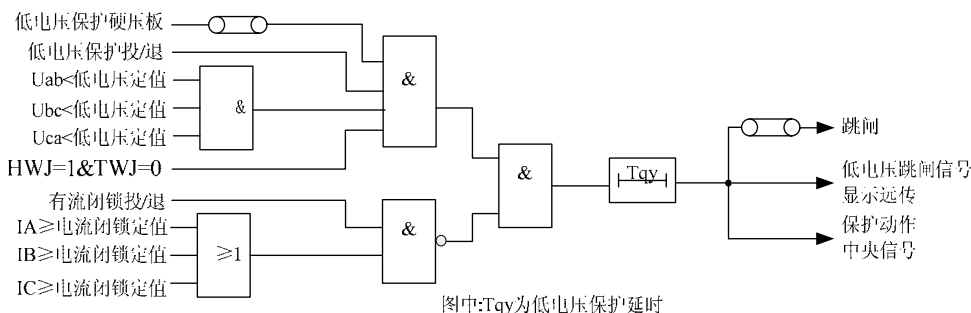 低电压保护硬压板
低电压保护投/退
Uab<低电压定值
Ubc<低电压定值
Uca<低电压定值
HWJ=1&TWJ=0
&
&
有流闭锁投/退
IA≥电流闭锁定值
IB≥电流闭锁定值
IC≥电流闭锁定值
≥1
&
&
Tqy
跳闸
低电压跳闸信号
显示远传
保护动作
中央信号
图中:Tqy为低电压保护延时